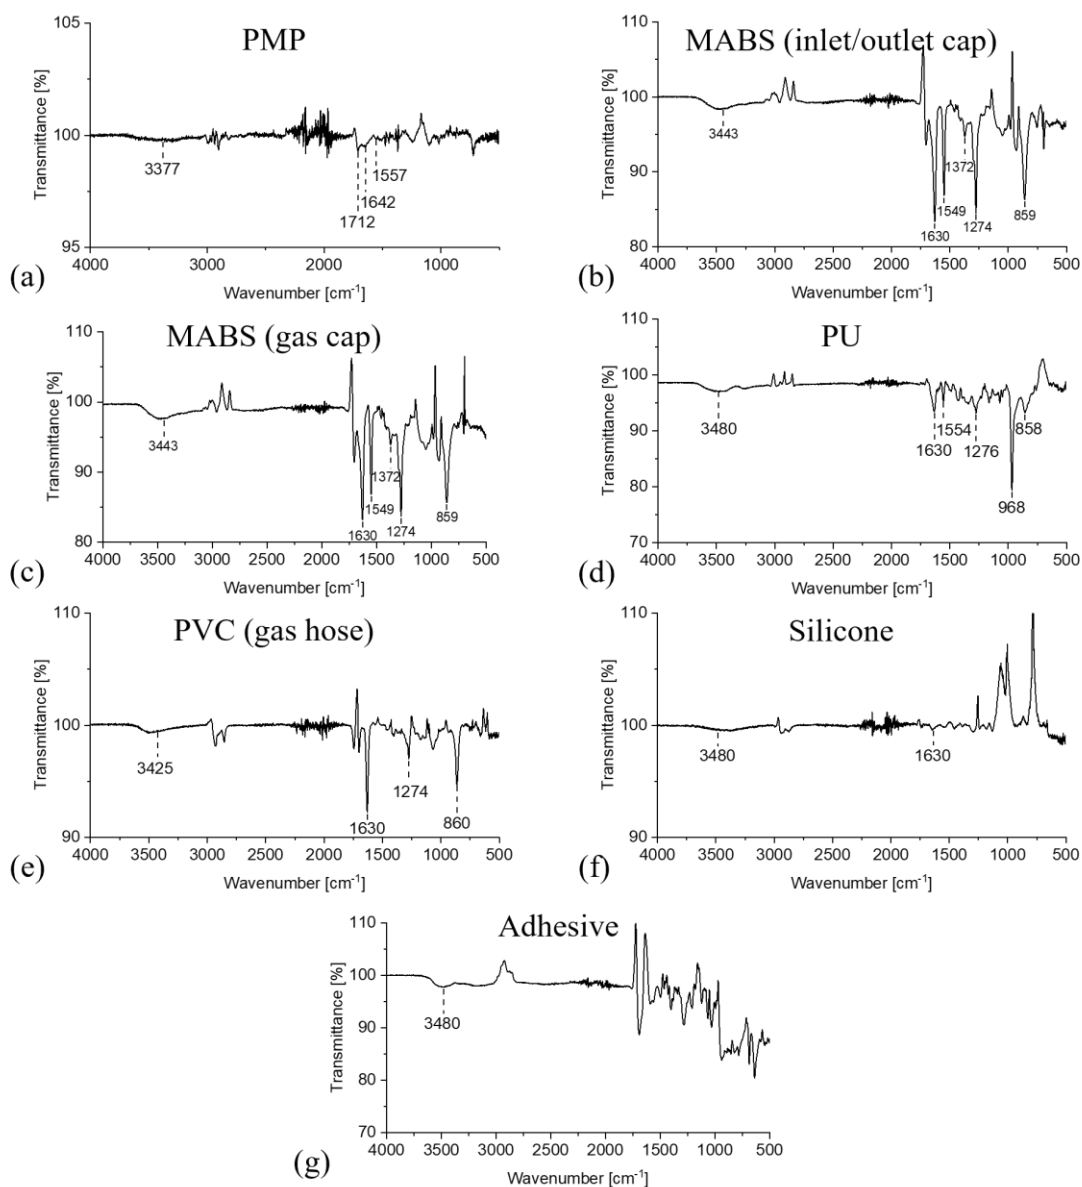 PMP
Transmittance [%]
105
100
95
3377
1557
1642
1712
4000 3500 3000 2500 2000 1500 1000 500
Wavenumber [cm⁻¹]
(a)
MABS (inlet/outlet cap)
Transmittance [%]
110
100
90
80
3443
1372
1549
1630
1274
859
4000 3500 3000 2500 2000 1500 1000 500
Wavenumber [cm⁻¹]
(b)
MABS (gas cap)
Transmittance [%]
110
100
90
80
3443
1372
1549
1630
1274
859
4000 3500 3000 2500 2000 1500 1000 500
Wavenumber [cm⁻¹]
(c)
PU
Transmittance [%]
110
100
90
80
70
3480
1554
1630
1276
858
968
4000 3500 3000 2500 2000 1500 1000 500
Wavenumber [cm⁻¹]
(d)
PVC (gas hose)
Transmittance [%]
110
100
90
3425
1274
1630
860
4000 3500 3000 2500 2000 1500 1000 500
Wavenumber [cm⁻¹]
(e)
Silicone
Transmittance [%]
110
100
90
3480
1630
4000 3500 3000 2500 2000 1500 1000 500
Wavenumber [cm⁻¹]
(f)
Adhesive
Transmittance [%]
110
100
90
80
70
3480
4000 3500 3000 2500 2000 1500 1000 500
Wavenumber [cm⁻¹]
(g)